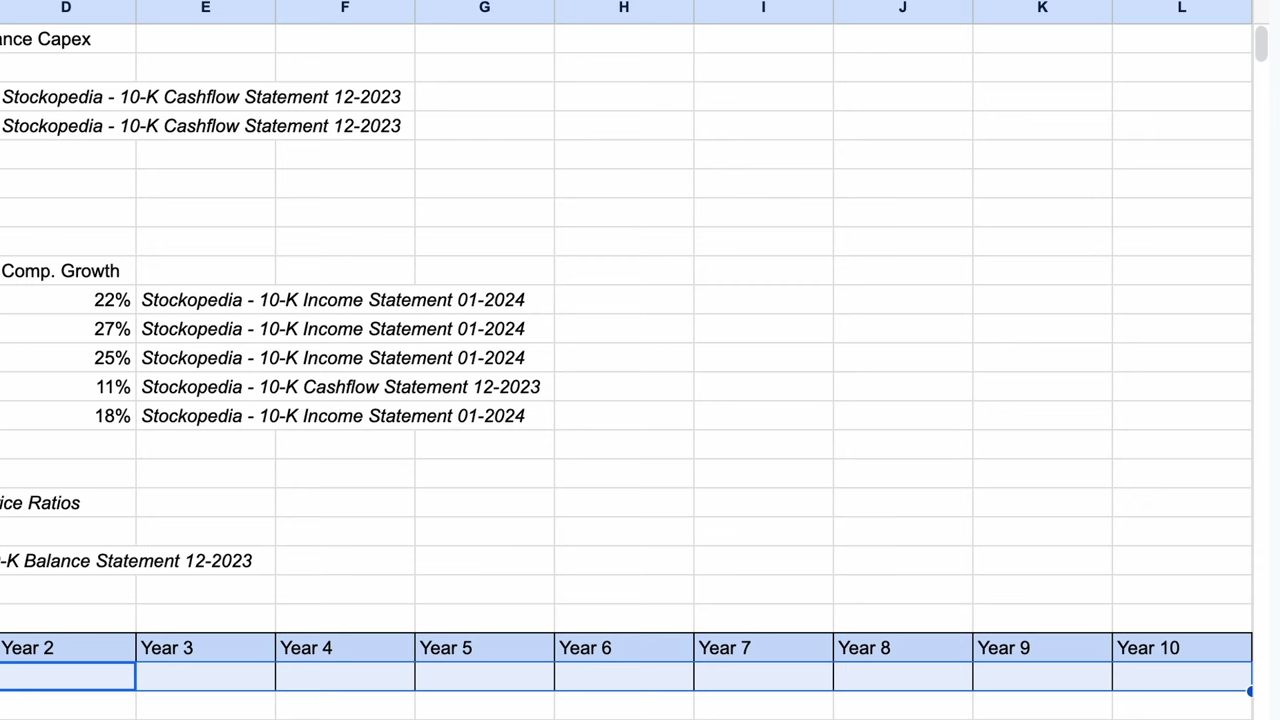 D E F G H I J K L
ance Capex
Stockopedia - 10-K Cashflow Statement 12-2023
Stockopedia - 10-K Cashflow Statement 12-2023
Comp. Growth
22% Stockopedia - 10-K Income Statement 01-2024
27% Stockopedia - 10-K Income Statement 01-2024
25% Stockopedia - 10-K Income Statement 01-2024
11% Stockopedia - 10-K Cashflow Statement 12-2023
18% Stockopedia - 10-K Income Statement 01-2024
ice Ratios
-K Balance Statement 12-2023
Year 2 Year 3 Year 4 Year 5 Year 6 Year 7 Year 8 Year 9 Year 10